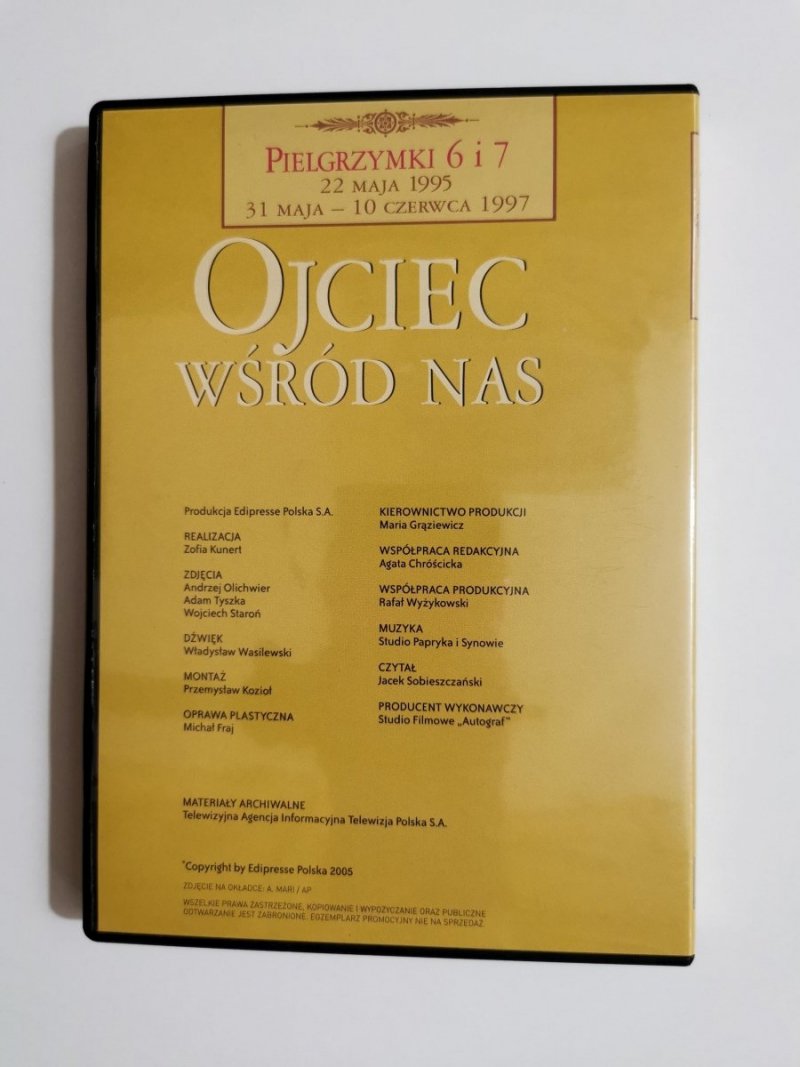 PIELGRZYMKI 6 i 7
22 MAJA 1995
31 MAJA – 10 CZERWCA 1997
OJCIEC
WŚRÓD NAS
Produkcja Edipresse Polska S.A.
REALIZACJA
Zofia Kunert
ZDJĘCIA
Andrzej Olichwier
Adam Tyszka
Wojciech Staroń
DŹWIĘK
Władysław Wasilewski
MONTAŻ
Przemysław Kozioł
OPRAWA PLASTYCZNA
Michał Fraj
KIEROWNICTWO PRODUKCJI
Maria Grąziewicz
WSPÓŁPRACA REDAKCYJNA
Agata Chróścicka
WSPÓŁPRACA PRODUKCYJNA
Rafał Wyżykowski
MUZYKA
Studio Papryka i Synowie
CZYTAŁ
Jacek Sobieszczański
PRODUCENT WYKONAWCZY
Studio Filmowe „Autograf”
MATERIAŁY ARCHIWALNE
Telewizyjna Agencja Informacyjna Telewizja Polska S.A.
*Copyright by Edipresse Polska 2005
ZDJĘCIE NA OKŁADCE: A. MARI / AP
WSZELKIE PRAWA ZASTRZEŻONE, KOPIOWANIE I WYPOŻYCZANIE ORAZ PUBLICZNE
ODTWARZANIE JEST ZABRONIONE. EGZEMPLARZ PROMOCYJNY NIE NA SPRZEDAŻ